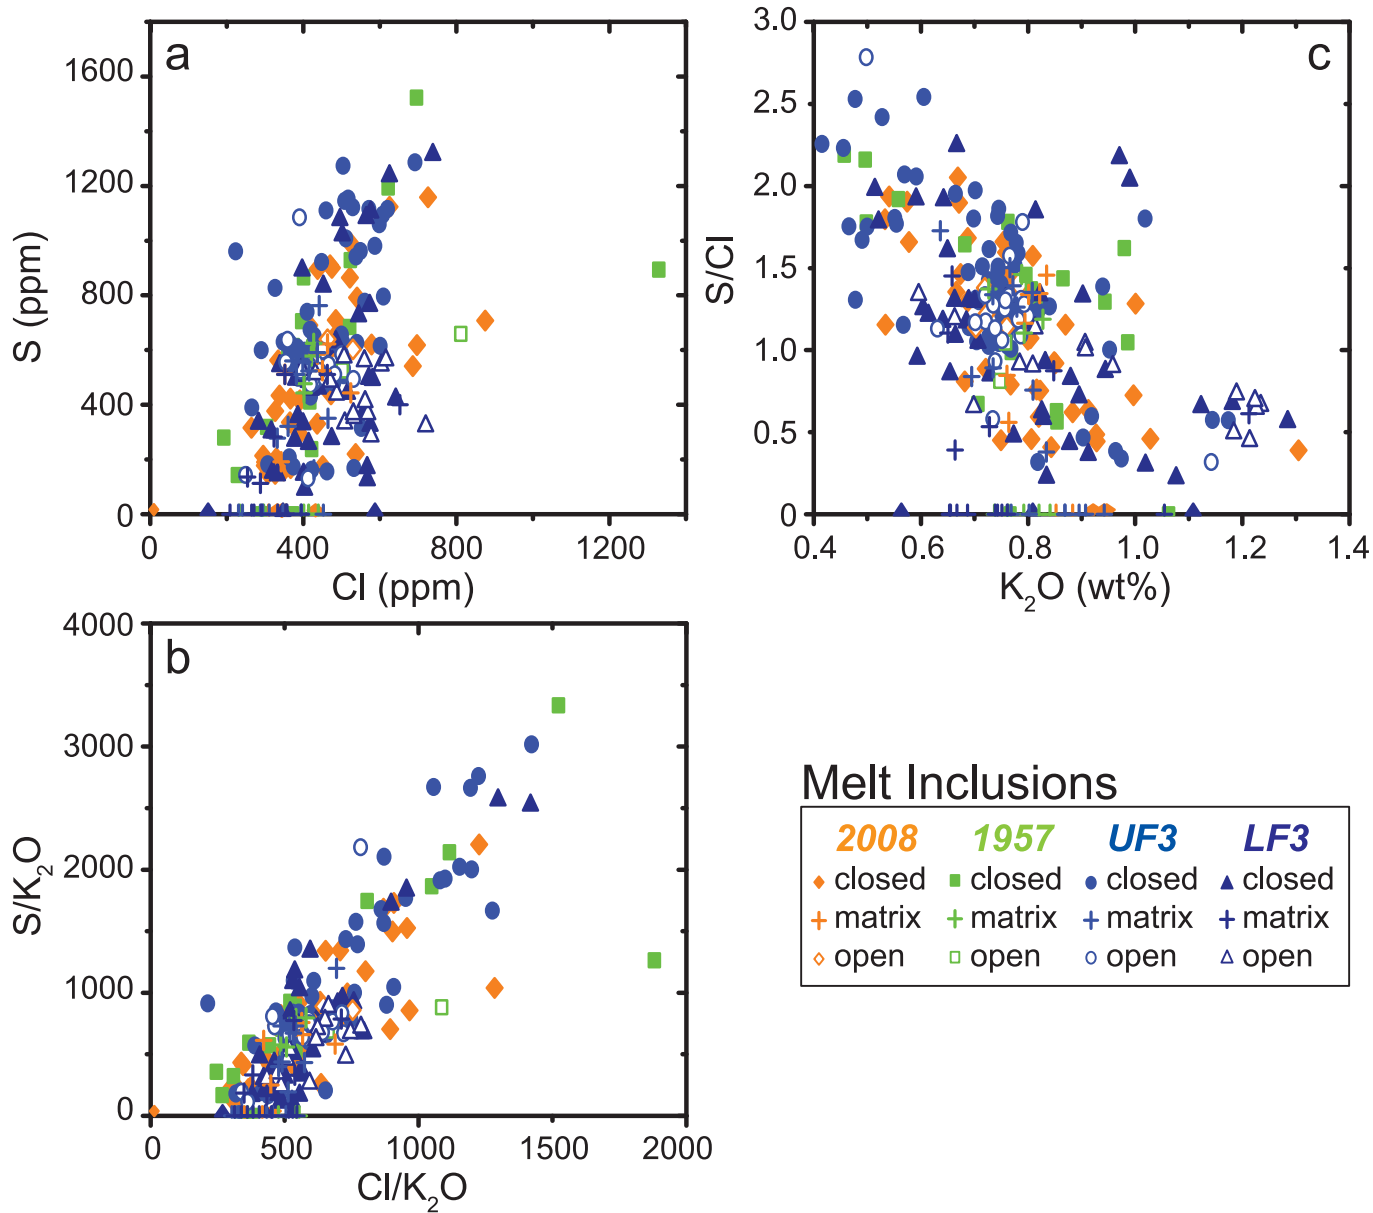 a
1600
1200
800
400
0
S (ppm)
0 400 800 1200
Cl (ppm)
c
3.0
2.5
2.0
1.5
1.0
0.5
0.0
S/Cl
0.4 0.6 0.8 1.0 1.2 1.4
K₂O (wt%)
b
4000
3000
2000
1000
0
S/K₂O
0 500 1000 1500 2000
Cl/K₂O
Melt Inclusions
2008 1957 UF3 LF3
closed closed closed closed
matrix matrix matrix matrix
open open open open